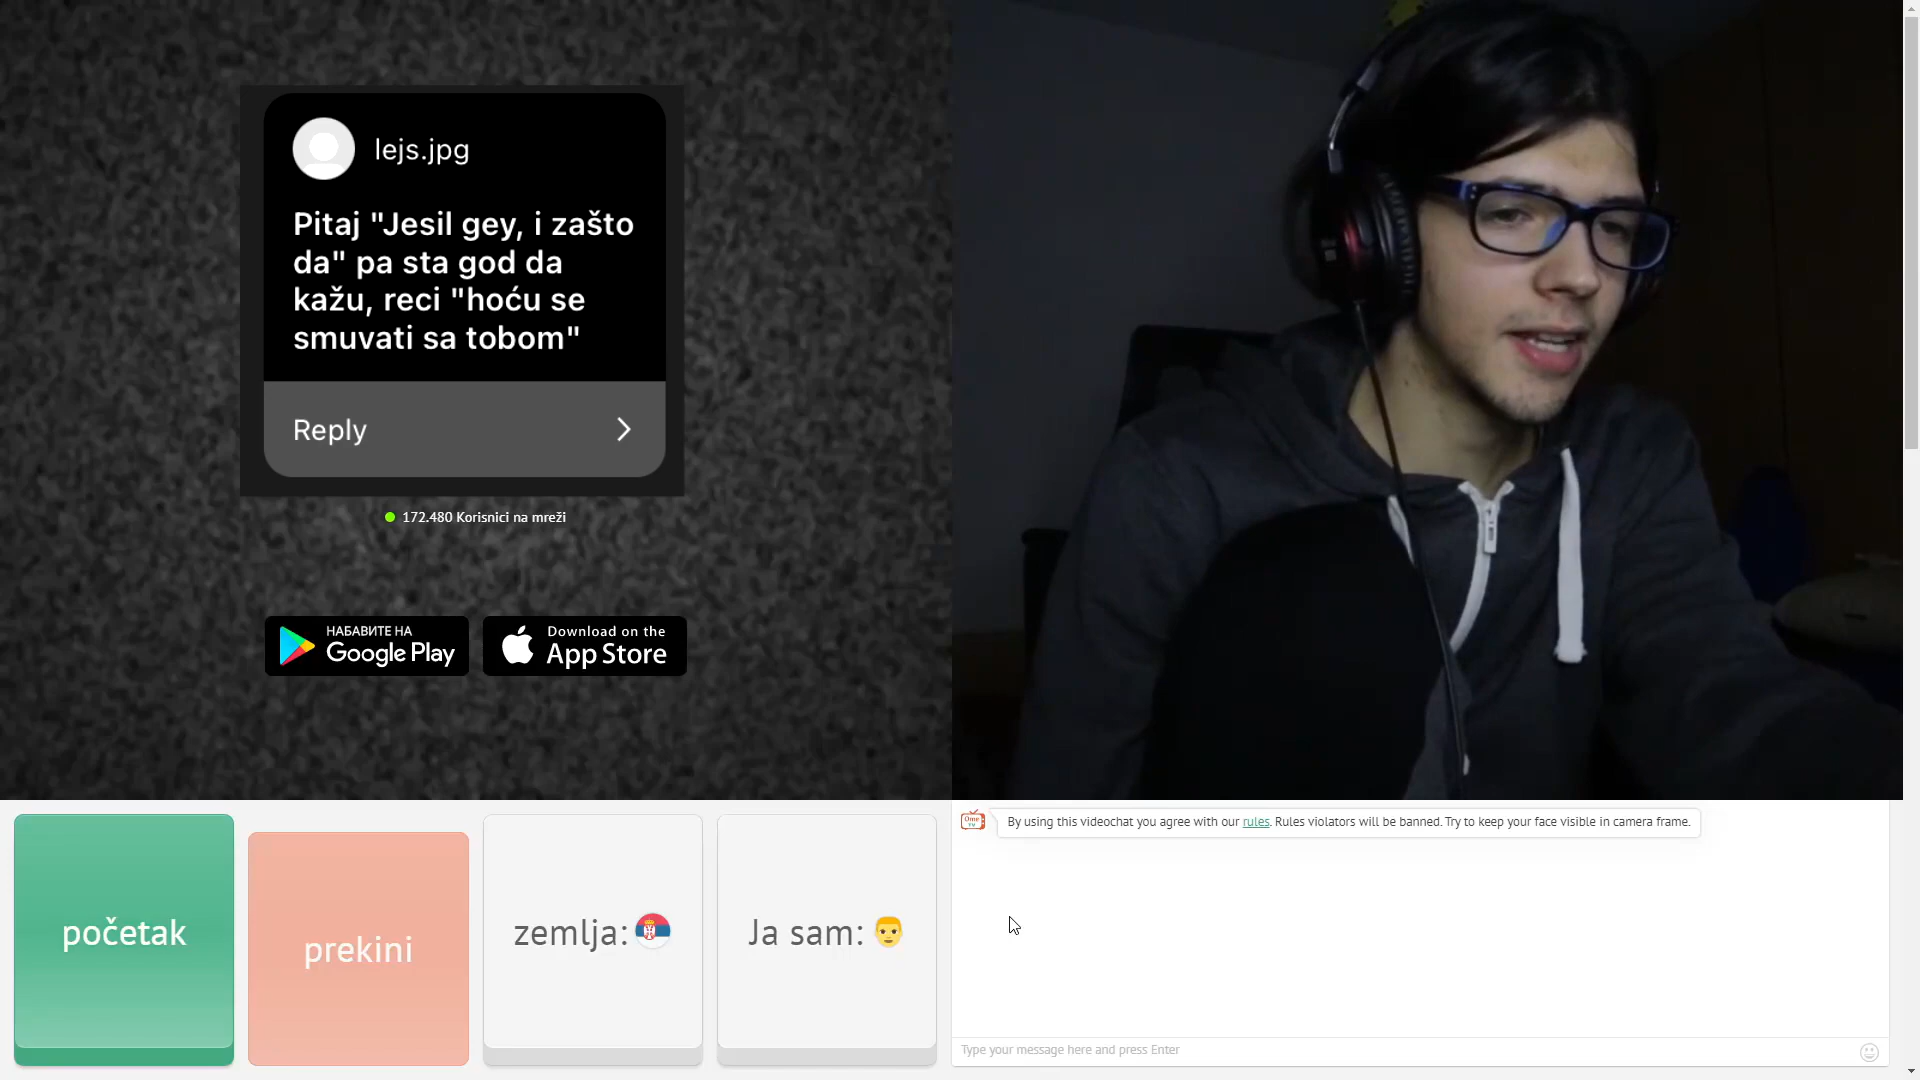 lejs.jpg
Pitaj "Jesil gey, i zašto
da" pa sta god da
kažu, reci "hoću se
smuvati sa tobom"
Reply
172.480 Korisnici na mreži
НАБАВИТЕ НА
Google Play
Download on the
App Store
početak
prekini
zemlja:
Ja sam:
Ome
TV
By using this videochat you agree with our rules. Rules violators will be banned. Try to keep your face visible in camera frame.
Type your message here and press Enter